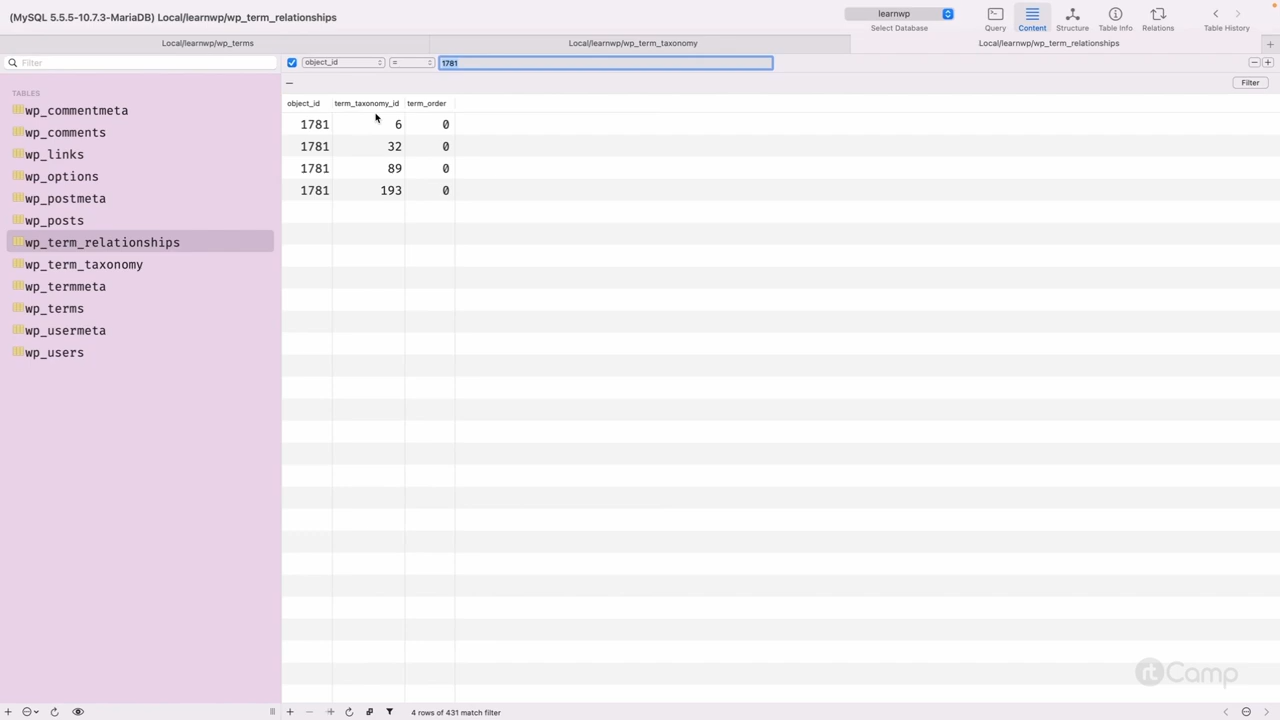 (MySQL 5.5.5-10.7.3-MariaDB) Local/learnwp/wp_term_relationships
learnwp
Select Database
Query
Content
Structure
Table Info
Relations
Table History
Local/learnwp/wp_terms
Local/learnwp/wp_term_taxonomy
Local/learnwp/wp_term_relationships
Filter
object_id
=
1781
Filter
TABLES
wp_commentmeta
wp_comments
wp_links
wp_options
wp_postmeta
wp_posts
wp_term_relationships
wp_term_taxonomy
wp_termmeta
wp_terms
wp_usermeta
wp_users
object_id term_taxonomy_id term_order
1781 6 0
1781 32 0
1781 89 0
1781 193 0
rtCamp
4 rows of 431 match filter